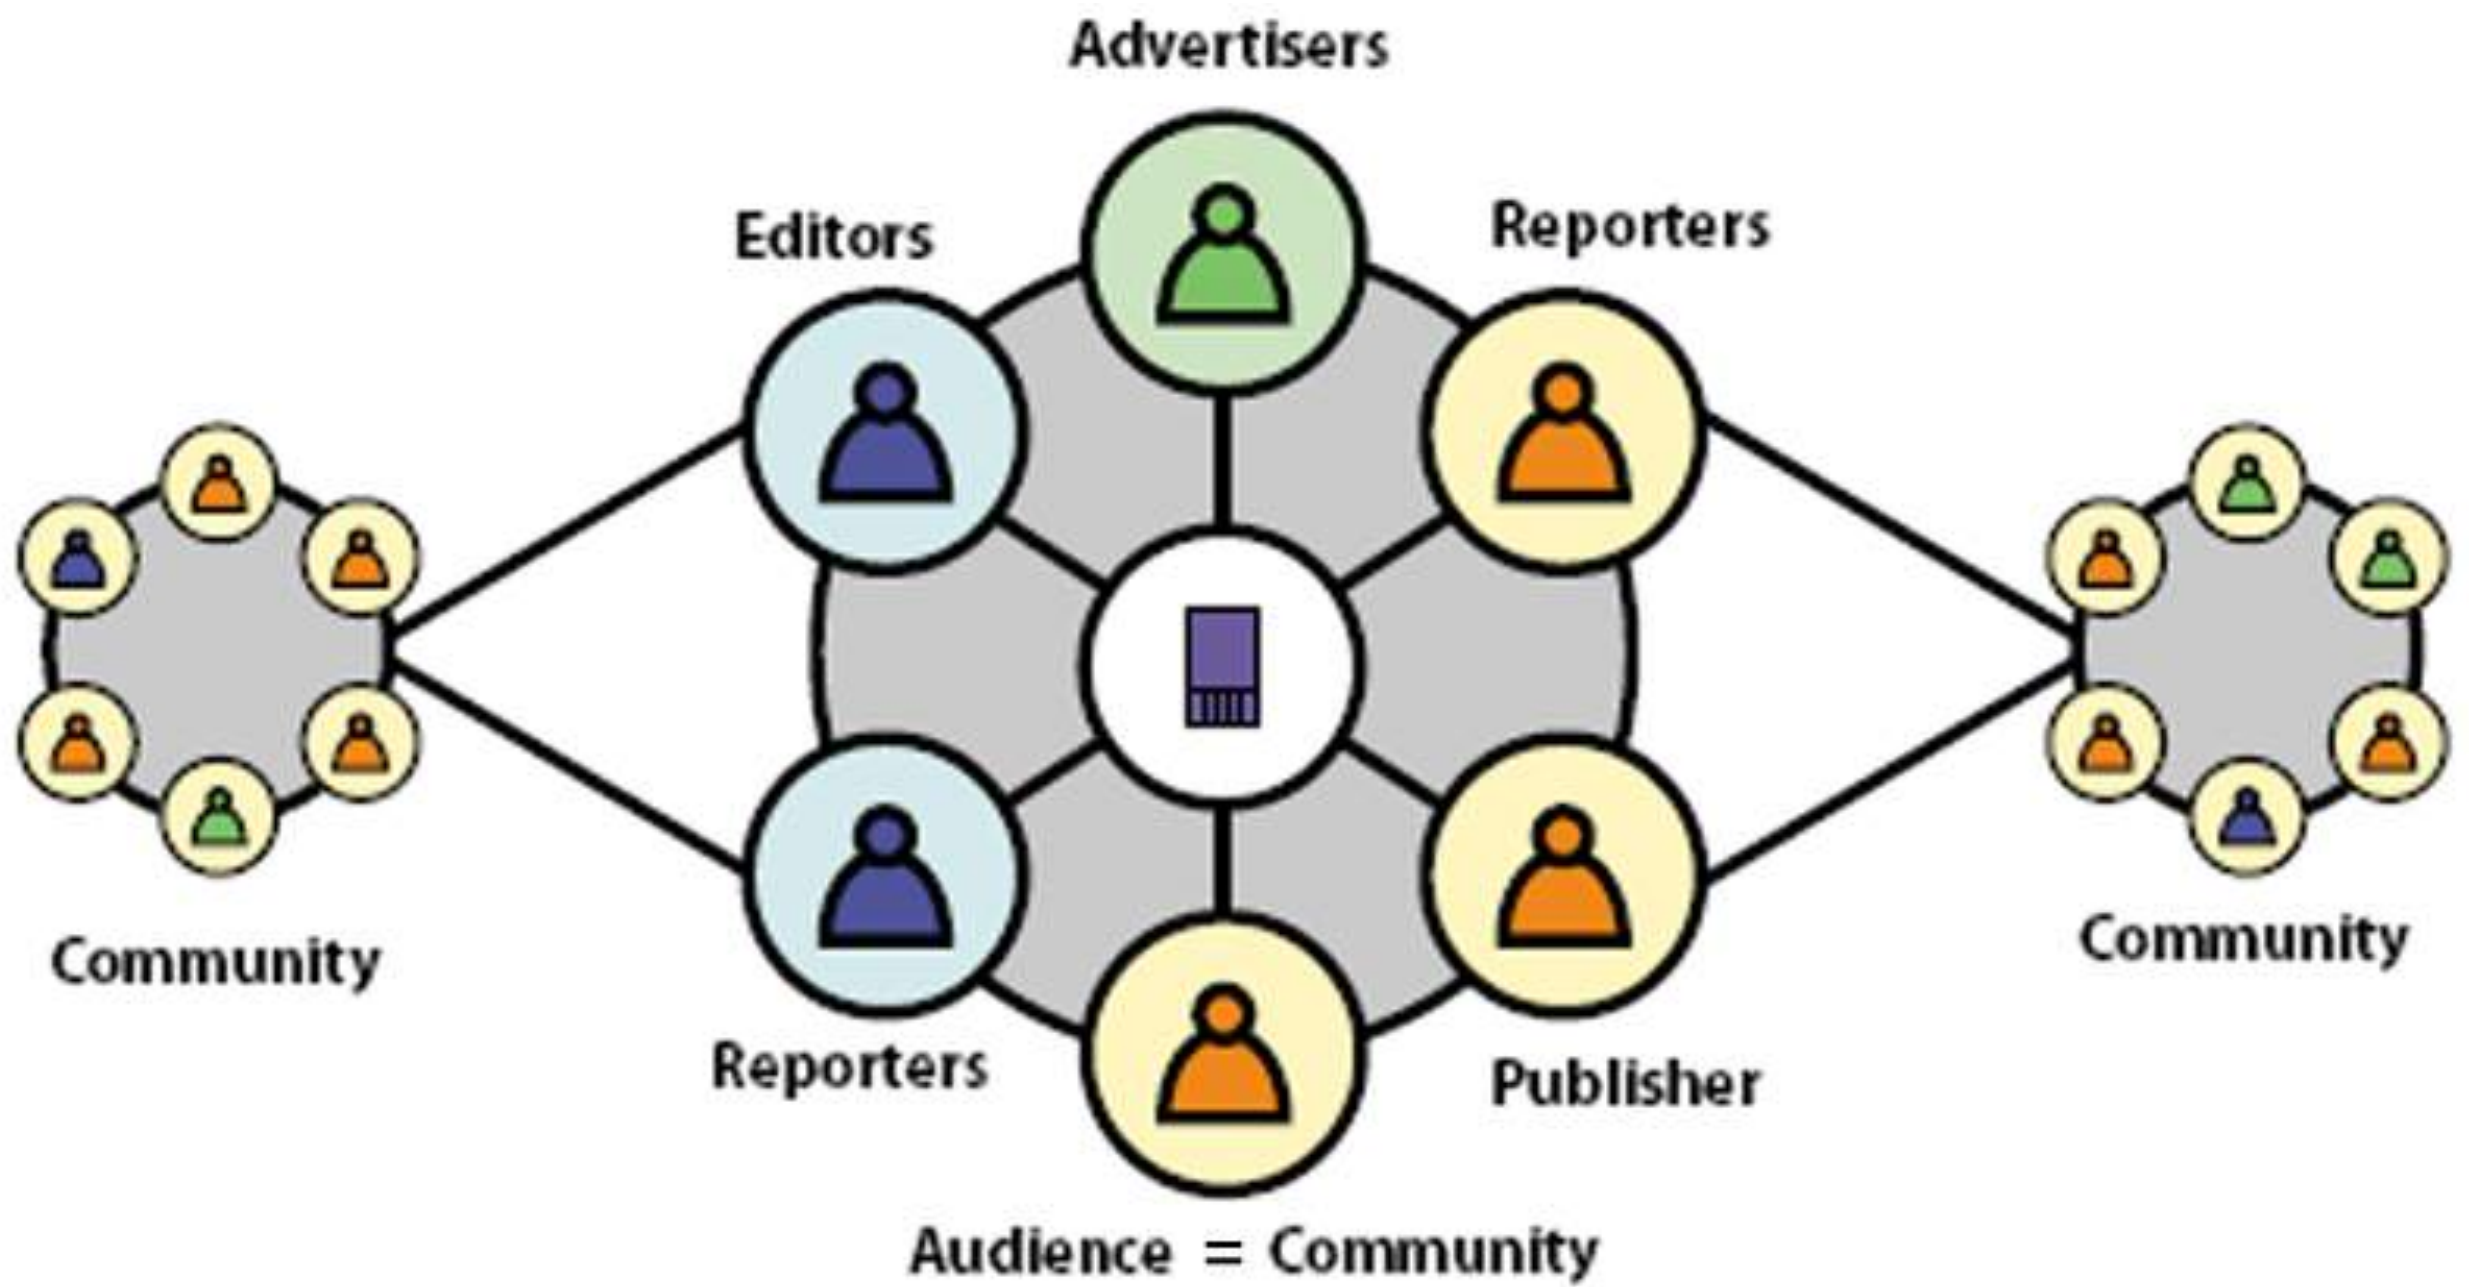 Advertisers
Editors
Reporters
Community
Community
Reporters
Publisher
Audience = Community